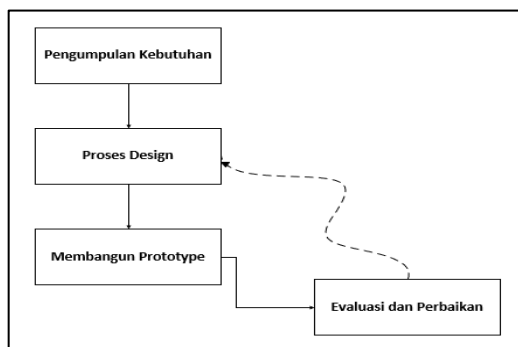 Pengumpulan Kebutuhan
Proses Design
Membangun Prototype
Evaluasi dan Perbaikan